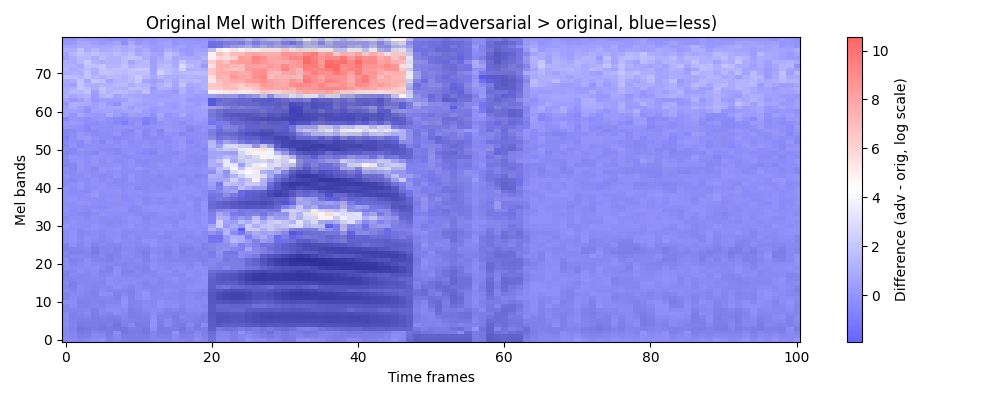 Original Mel with Differences (red=adversarial > original, blue=less)
70
60
50
40
30
20
10
0
Mel bands
0 20 40 60 80 100
Time frames
10
8
6
4
2
0
Difference (adv - orig, log scale)